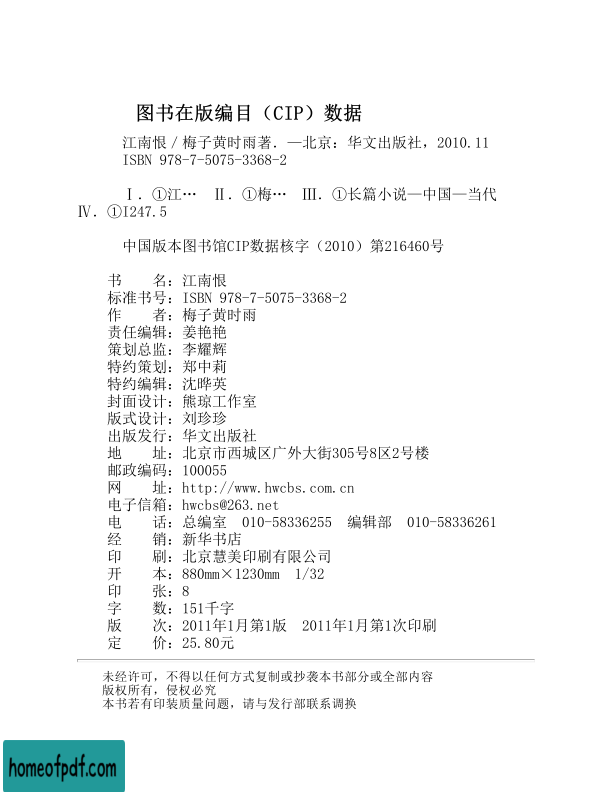 图书在版编目（CIP）数据
江南恨/梅子黄时雨著．—北京：华文出版社，2010.11
ISBN 978-7-5075-3368-2
Ⅰ．①江… Ⅱ．①梅… Ⅲ．①长篇小说—中国—当代
Ⅳ．①I247.5
中国版本图书馆CIP数据核字（2010）第216460号
书　　名：江南恨
标准书号：ISBN 978-7-5075-3368-2
作　　者：梅子黄时雨
责任编辑：姜艳艳
策划总监：李耀辉
特约策划：郑中莉
特约编辑：沈晔英
封面设计：熊琼工作室
版式设计：刘珍珍
出版发行：华文出版社
地　　址：北京市西城区广外大街305号8区2号楼
邮政编码：100055
网　　址：http://www.hwcbs.com.cn
电子信箱：hwcbs@263.net
电　　话：总编室 010-58336255 编辑部 010-58336261
经　　销：新华书店
印　　刷：北京慧美印刷有限公司
开　　本：880mm×1230mm 1/32
印　　张：8
字　　数：151千字
版　　次：2011年1月第1版 2011年1月第1次印刷
定　　价：25.80元
未经许可，不得以任何方式复制或抄袭本书部分或全部内容
版权所有，侵权必究
本书若有印装质量问题，请与发行部联系调换
homeofpdf.com